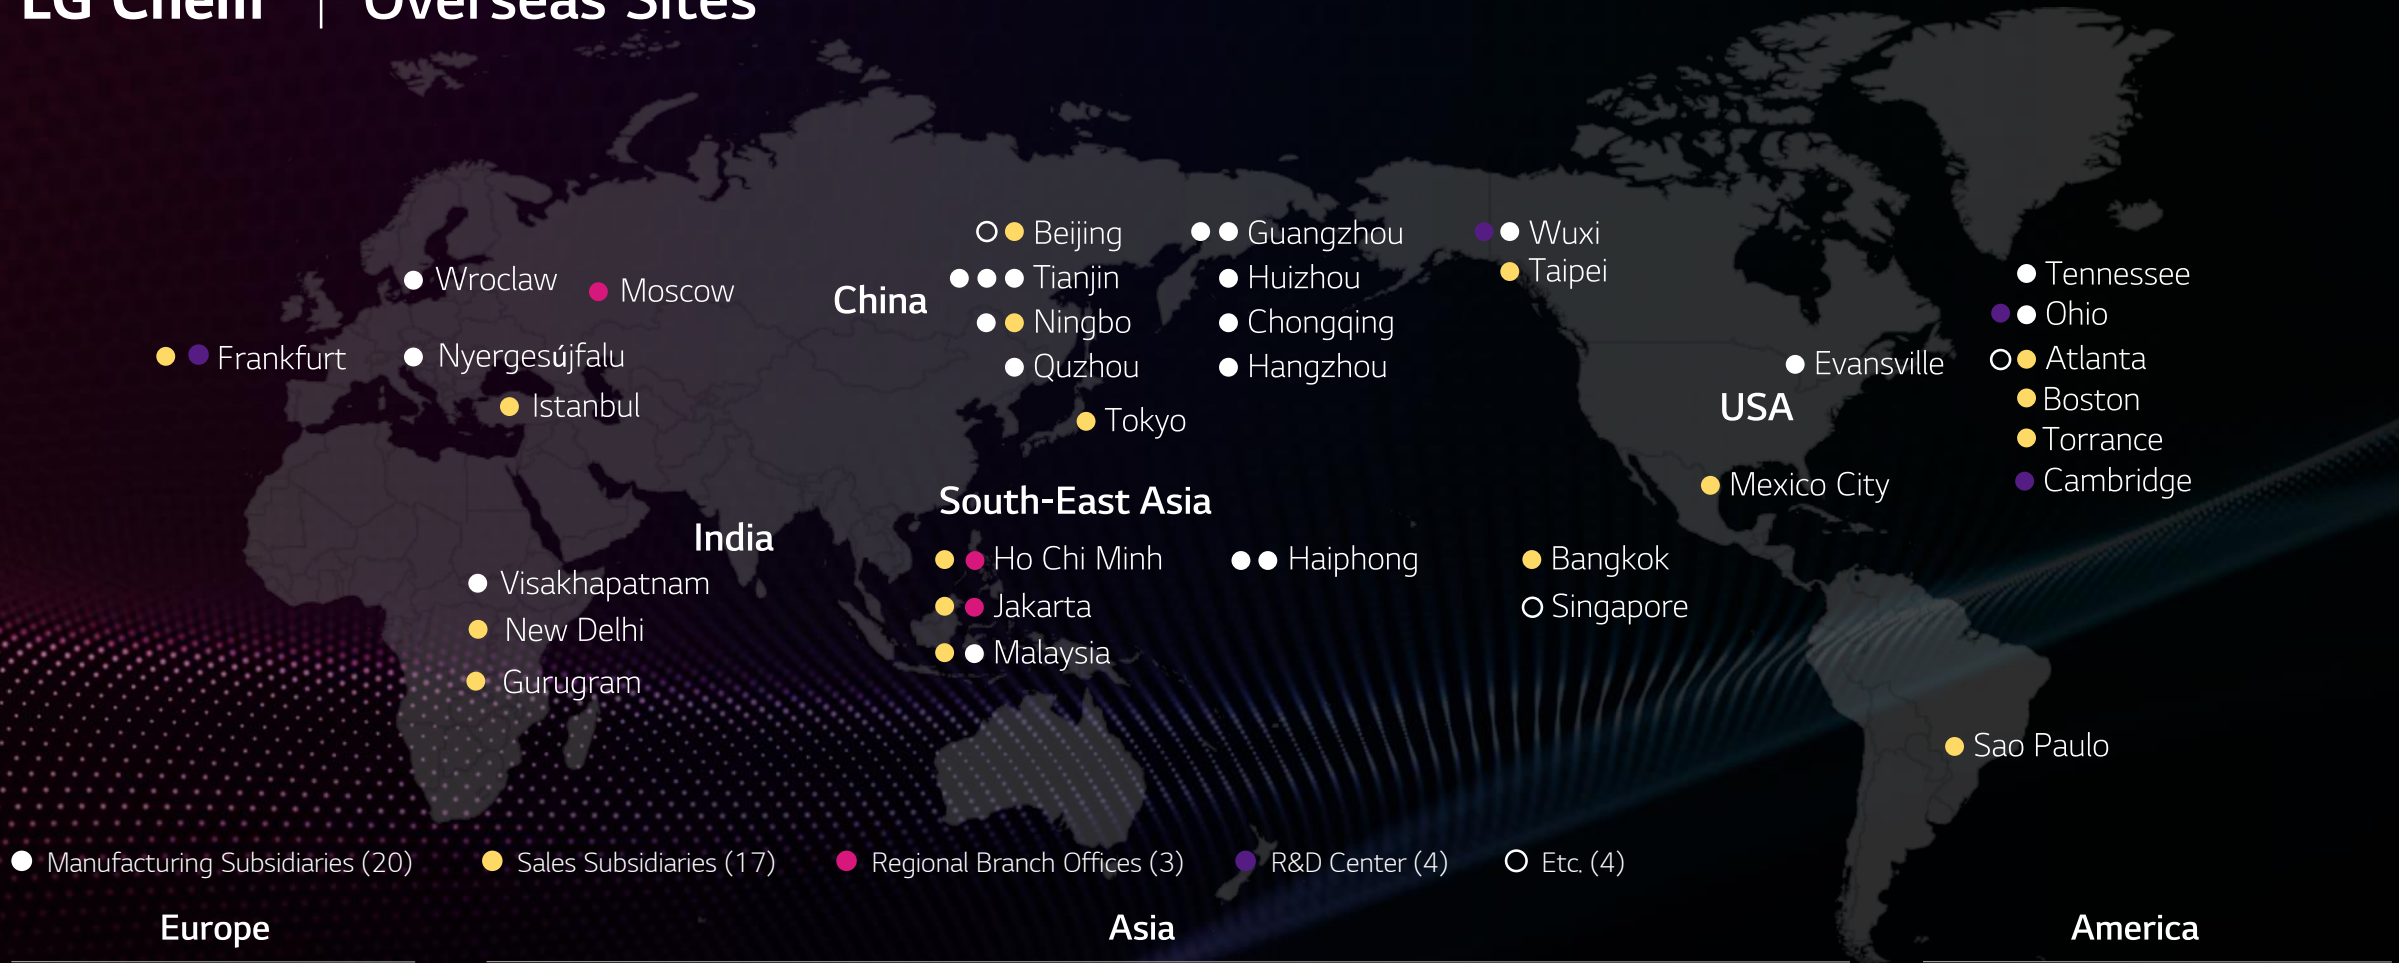 LG Chem | Overseas Sites
Beijing
Guangzhou
Wuxi
Taipei
Wroclaw
Moscow
China
Tianjin
Huizhou
Ningbo
Chongqing
Quzhou
Hangzhou
Frankfurt
Nyergesújfalu
Istanbul
Tokyo
Tennessee
Ohio
Evansville
Atlanta
USA
Boston
Torrance
Mexico City
Cambridge
South-East Asia
India
Ho Chi Minh
Haiphong
Bangkok
Visakhapatnam
Jakarta
Singapore
New Delhi
Malaysia
Gurugram
Sao Paulo
Manufacturing Subsidiaries (20)
Sales Subsidiaries (17)
Regional Branch Offices (3)
R&D Center (4)
Etc. (4)
Europe
Asia
America